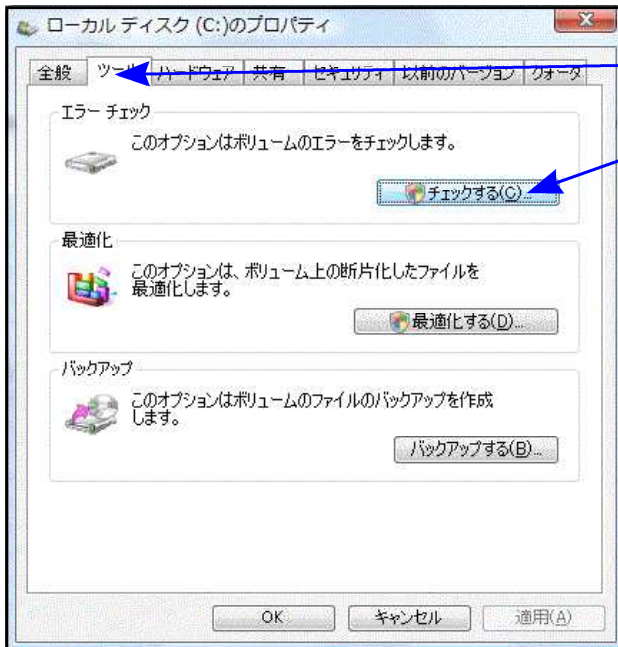 ローカル ディスク (C:)のプロパティ
全般 ツール ハードウェア 共有 セキュリティ 以前のバージョン クォータ
エラー チェック
このオプションはボリュームのエラーをチェックします。
チェックする(C)...
最適化
このオプションは、ボリューム上の断片化したファイルを
最適化します。
最適化する(D)...
バックアップ
このオプションはボリュームのファイルのバックアップを作成
します。
バックアップする(B)...
OK キャンセル 適用(A)